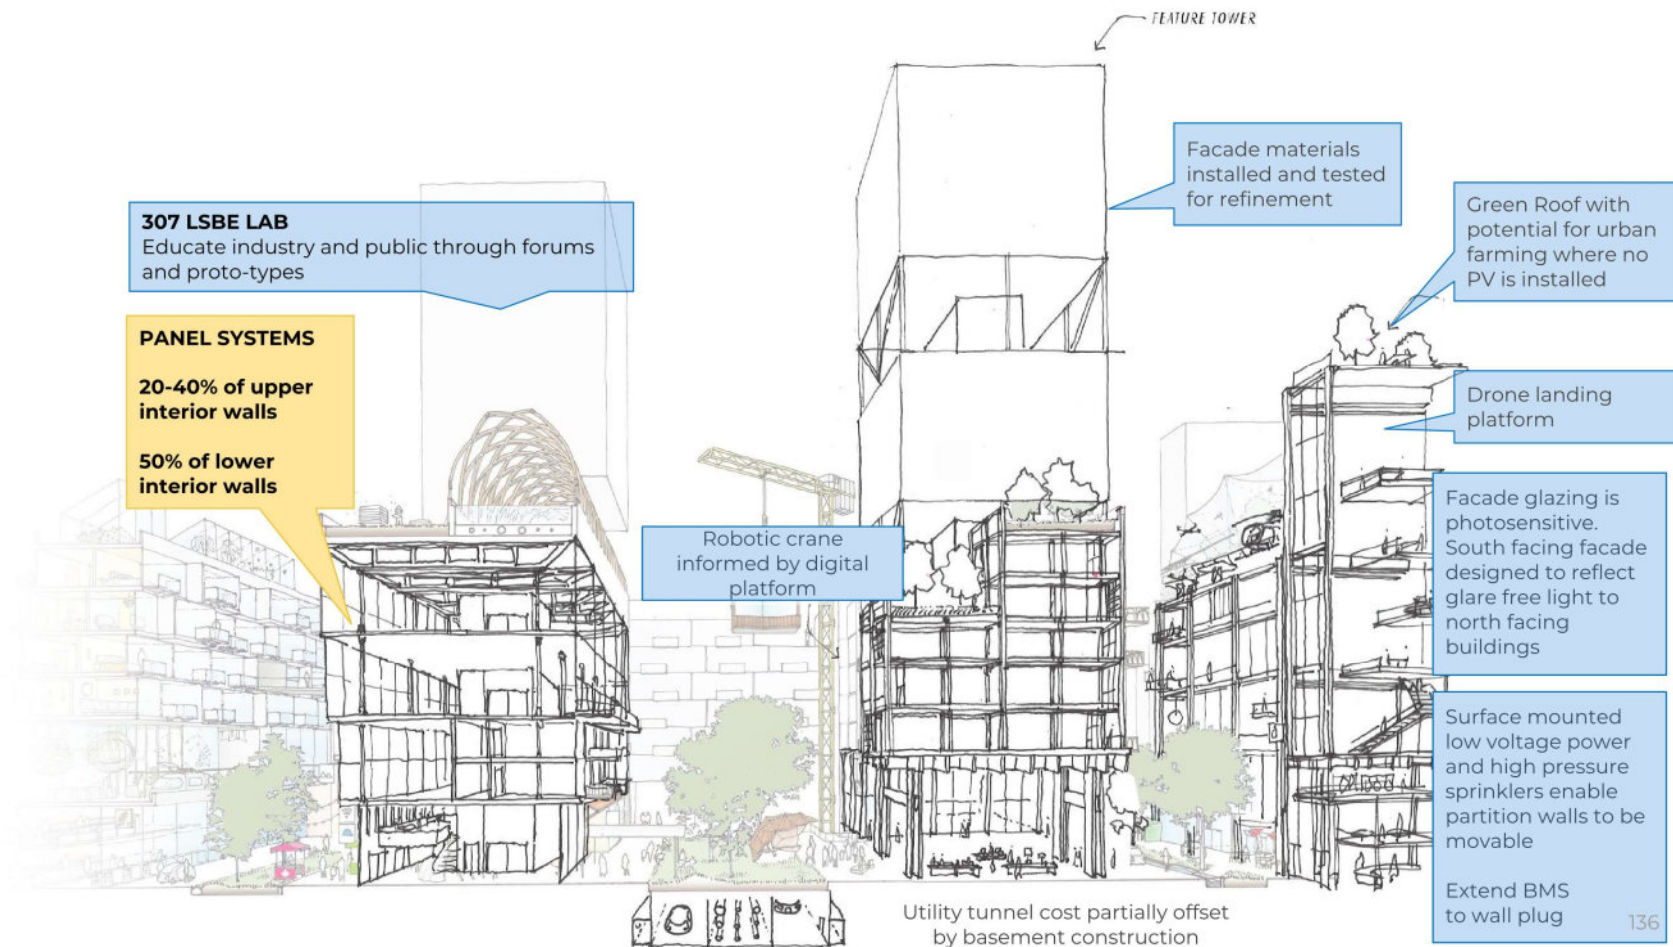 FEATURE TOWER
Facade materials
installed and tested
for refinement
307 LSBE LAB
Educate industry and public through forums
and proto-types
Green Roof with
potential for urban
farming where no
PV is installed
PANEL SYSTEMS
20-40% of upper
interior walls
50% of lower
interior walls
Drone landing
platform
Robotic crane
informed by digital
platform
Facade glazing is
photosensitive.
South facing facade
designed to reflect
glare free light to
north facing
buildings
Surface mounted
low voltage power
and high pressure
sprinklers enable
partition walls to be
movable
Extend BMS
to wall plug
Utility tunnel cost partially offset
by basement construction
136